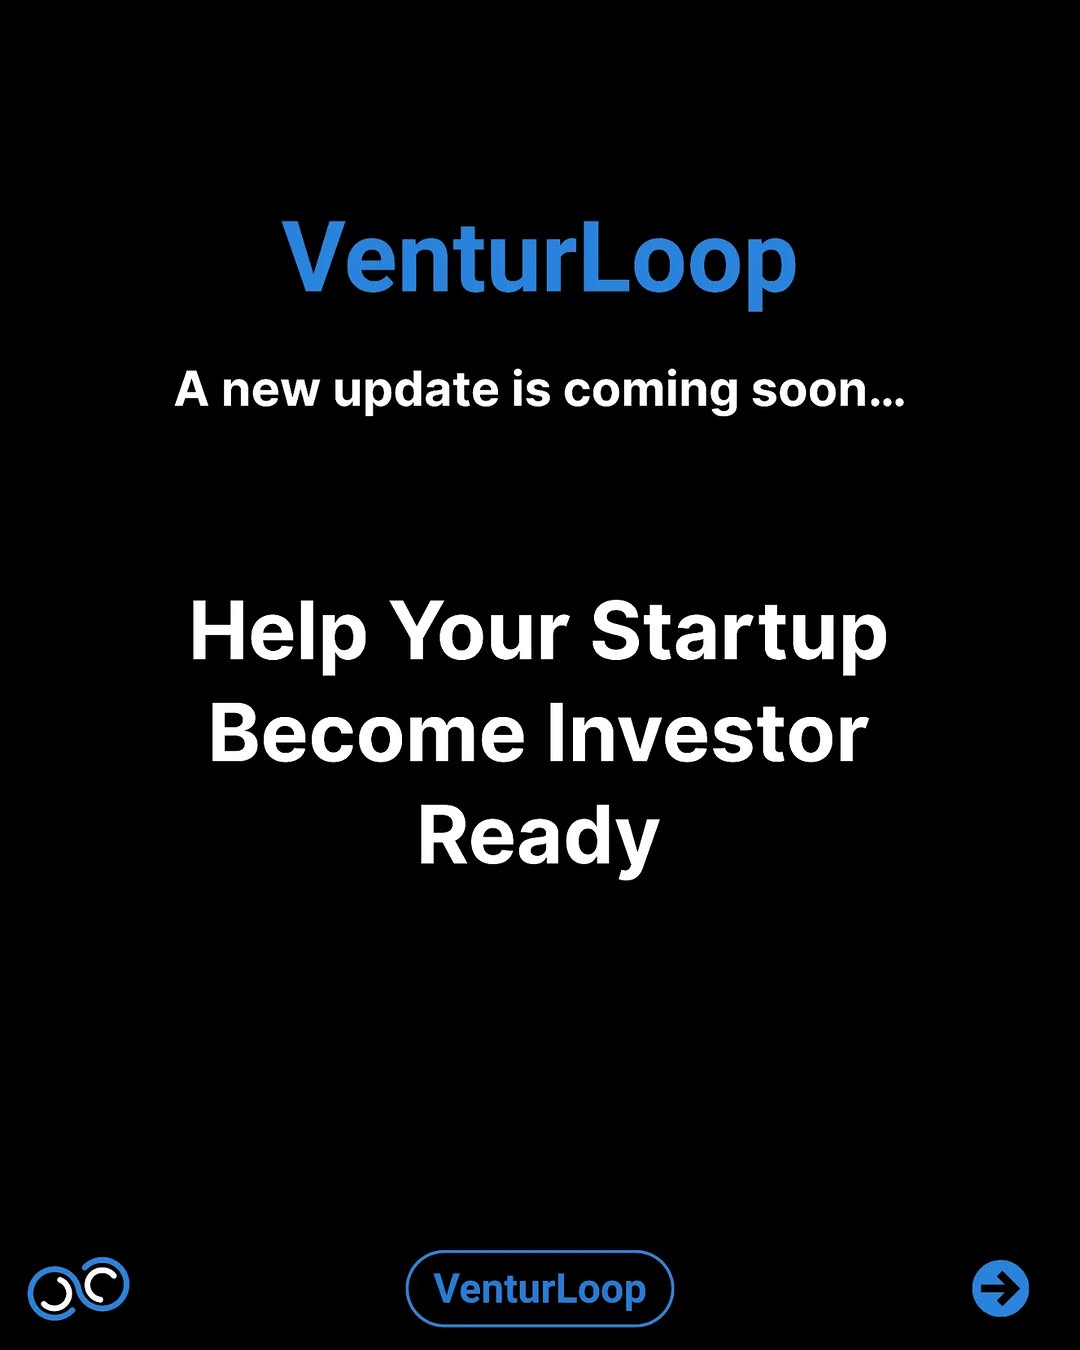 VenturLoop
A new update is coming soon...
Help Your Startup
Become Investor
Ready
VenturLoop